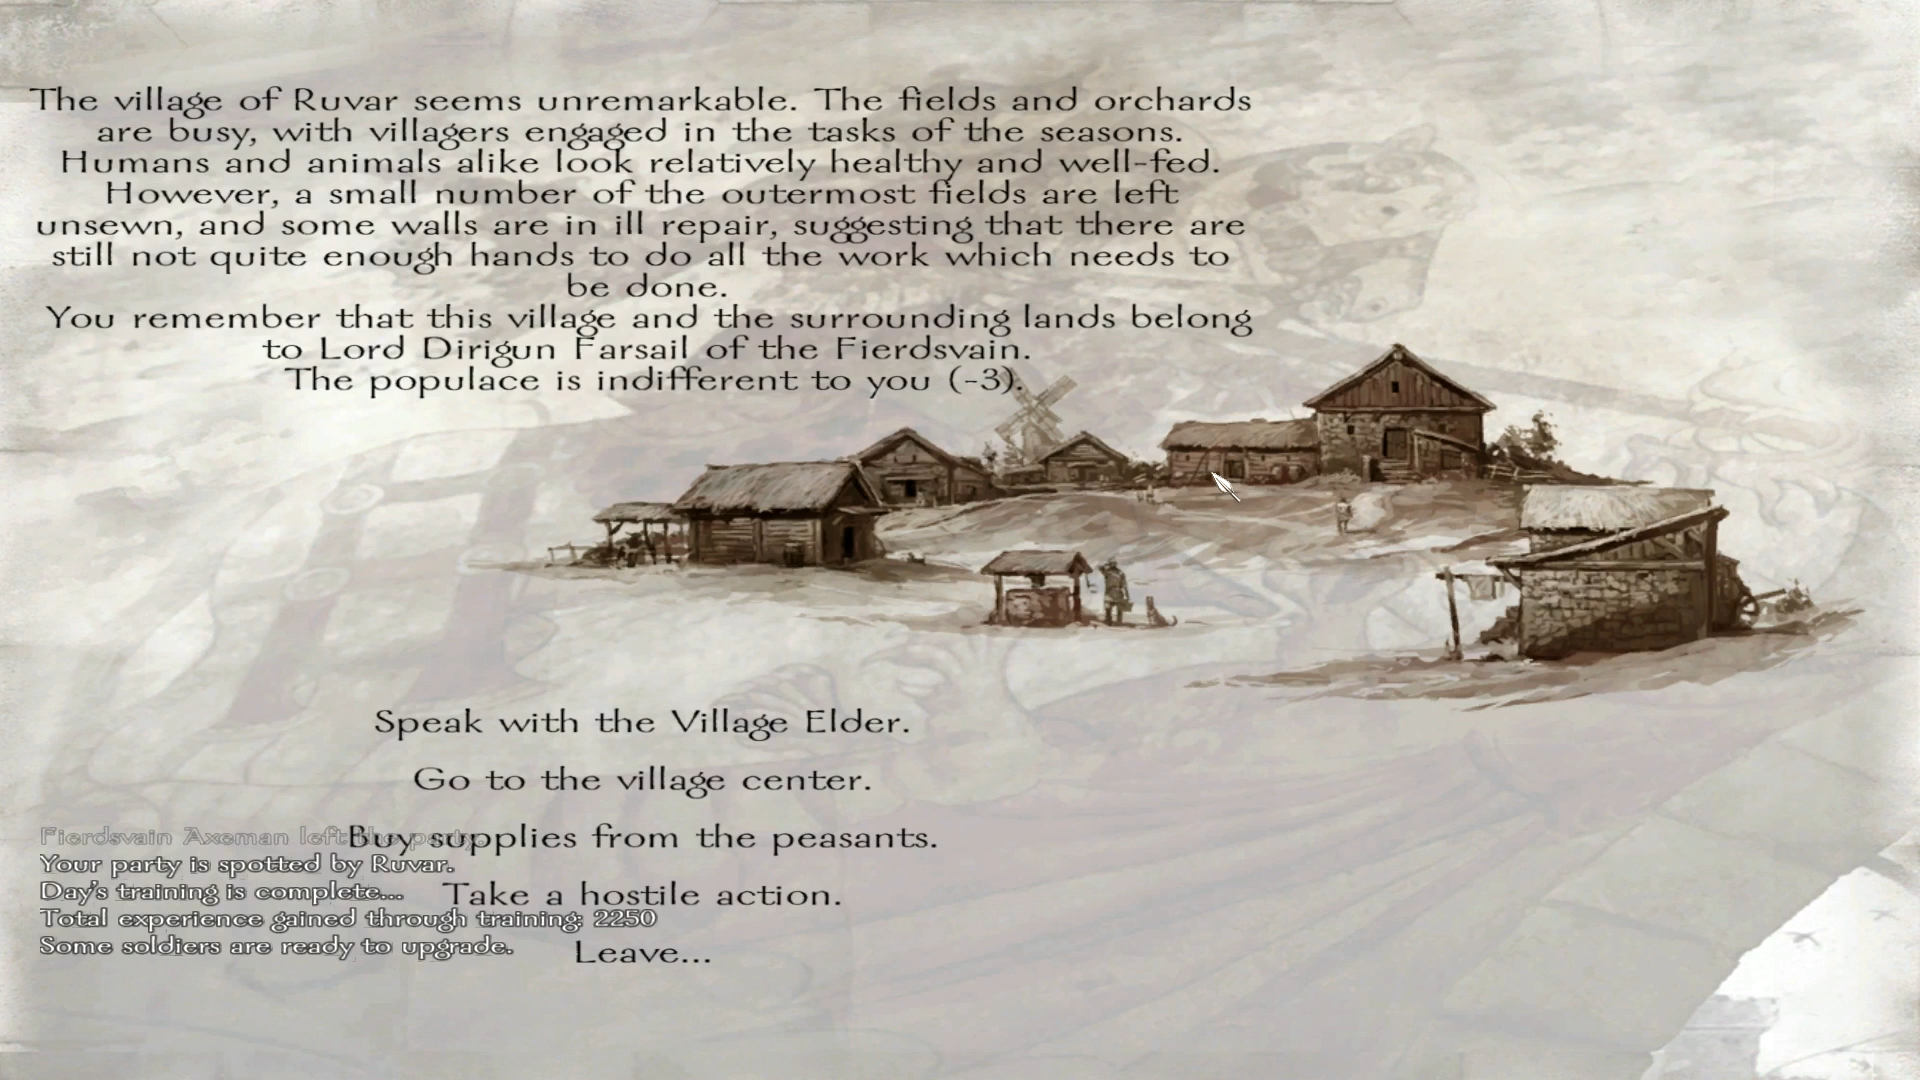 The village of Ruvar seems unremarkable. The fields and orchards
are busy, with villagers engaged in the tasks of the seasons.
Humans and animals alike look relatively healthy and well-fed.
However, a small number of the outermost fields are left
unsewn, and some walls are in ill repair, suggesting that there are
still not quite enough hands to do all the work which needs to
be done.
You remember that this village and the surrounding lands belong
to Lord Dirigun Farsail of the Fierdsvain.
The populace is indifferent to you (-3).
Speak with the Village Elder.
Go to the village center.
Buy supplies from the peasants.
Take a hostile action.
Leave...
Fierdsvain Axeman left the party.
Your party is spotted by Ruvar.
Day's training is complete...
Total experience gained through training: 2250
Some soldiers are ready to upgrade.